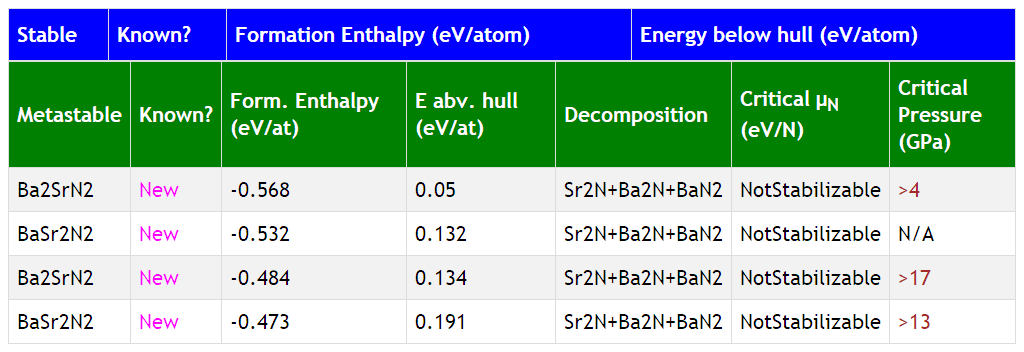 Stable Known? Formation Enthalpy (eV/atom) Energy below hull (eV/atom)
Metastable Known? Form. Enthalpy (eV/at) E abv. hull (eV/at) Decomposition Critical μN (eV/N) Critical Pressure (GPa)
Ba2SrN2 New -0.568 0.05 Sr2N+Ba2N+BaN2 NotStabilizable >4
BaSr2N2 New -0.532 0.132 Sr2N+Ba2N+BaN2 NotStabilizable N/A
Ba2SrN2 New -0.484 0.134 Sr2N+Ba2N+BaN2 NotStabilizable >17
BaSr2N2 New -0.473 0.191 Sr2N+Ba2N+BaN2 NotStabilizable >13